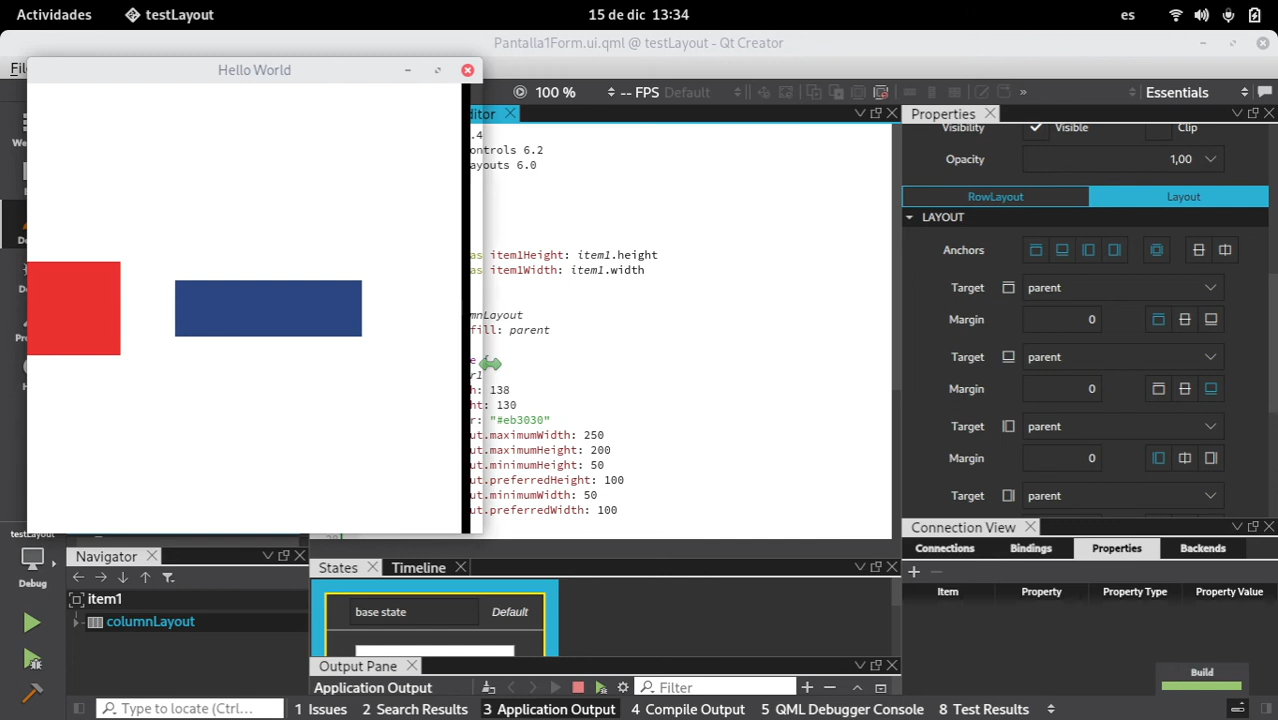 Actividades
testLayout
15 de dic 13:34
es
Pantalla1Form.ui.qml @ testLayout - Qt Creator
Hello World
100 %
-- FPS
Default
Essentials
Properties
ontrols 6.2
ayouts 6.0
as item1Height: item1.height
as item1Width: item1.width
mnLayout
fill: parent
h: 138
ht: 130
r: "#eb3030"
ut.maximumWidth: 250
ut.maximumHeight: 200
ut.minimumHeight: 50
ut.preferredHeight: 100
ut.minimumWidth: 50
ut.preferredWidth: 100
Visibility
Visible
Clip
Opacity
1,00
RowLayout
Layout
LAYOUT
Anchors
Target
parent
Margin
0
Target
parent
Margin
0
Target
parent
Margin
0
Target
parent
Connection View
Connections
Bindings
Properties
Backends
Item
Property
Property Type
Property Value
Build
testLayout
Debug
Navigator
item1
columnLayout
States
Timeline
base state
Default
Output Pane
Application Output
Filter
Type to locate (Ctrl...
1 Issues
2 Search Results
3 Application Output
4 Compile Output
5 QML Debugger Console
8 Test Results